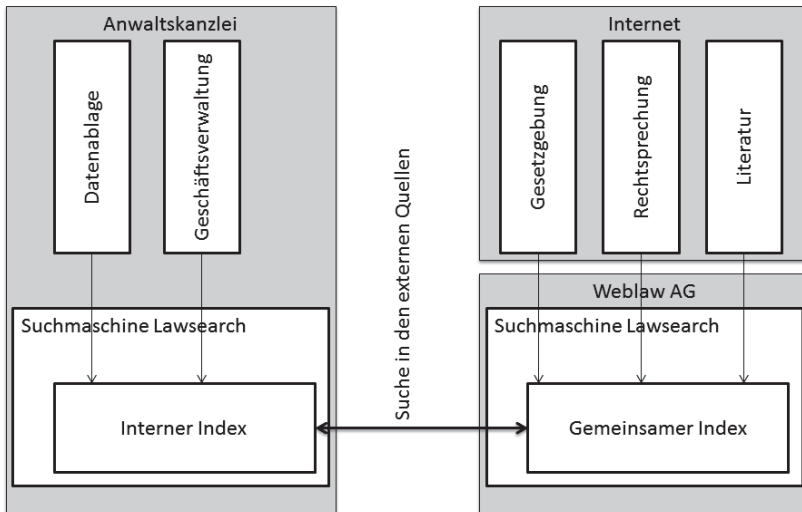 Anwaltskanzlei
Datenablage
Geschäftsverwaltung
Suchmaschine Lawsearch
Interner Index
Suche in den externen Quellen
Internet
Gesetzgebung
Rechtsprechung
Literatur
Weblaw AG
Suchmaschine Lawsearch
Gemeinsamer Index